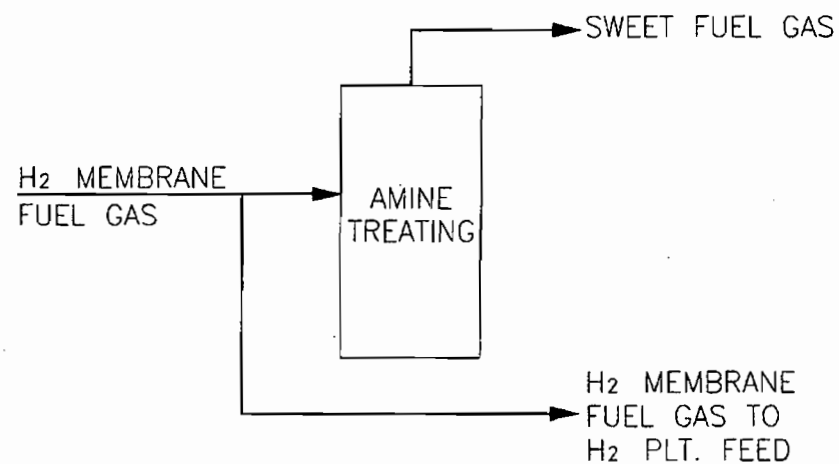 SWEET FUEL GAS
H2 MEMBRANE
FUEL GAS
AMINE
TREATING
H2 MEMBRANE
FUEL GAS TO
H2 PLT. FEED